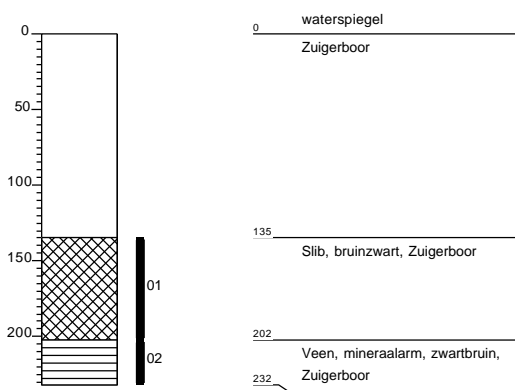 0
50
100
150
200
01
02
0
waterspiegel
Zuigerboor
135
Slib, bruinzwart, Zuigerboor
202
Veen, mineraalarm, zwartbruin,
Zuigerboor
232